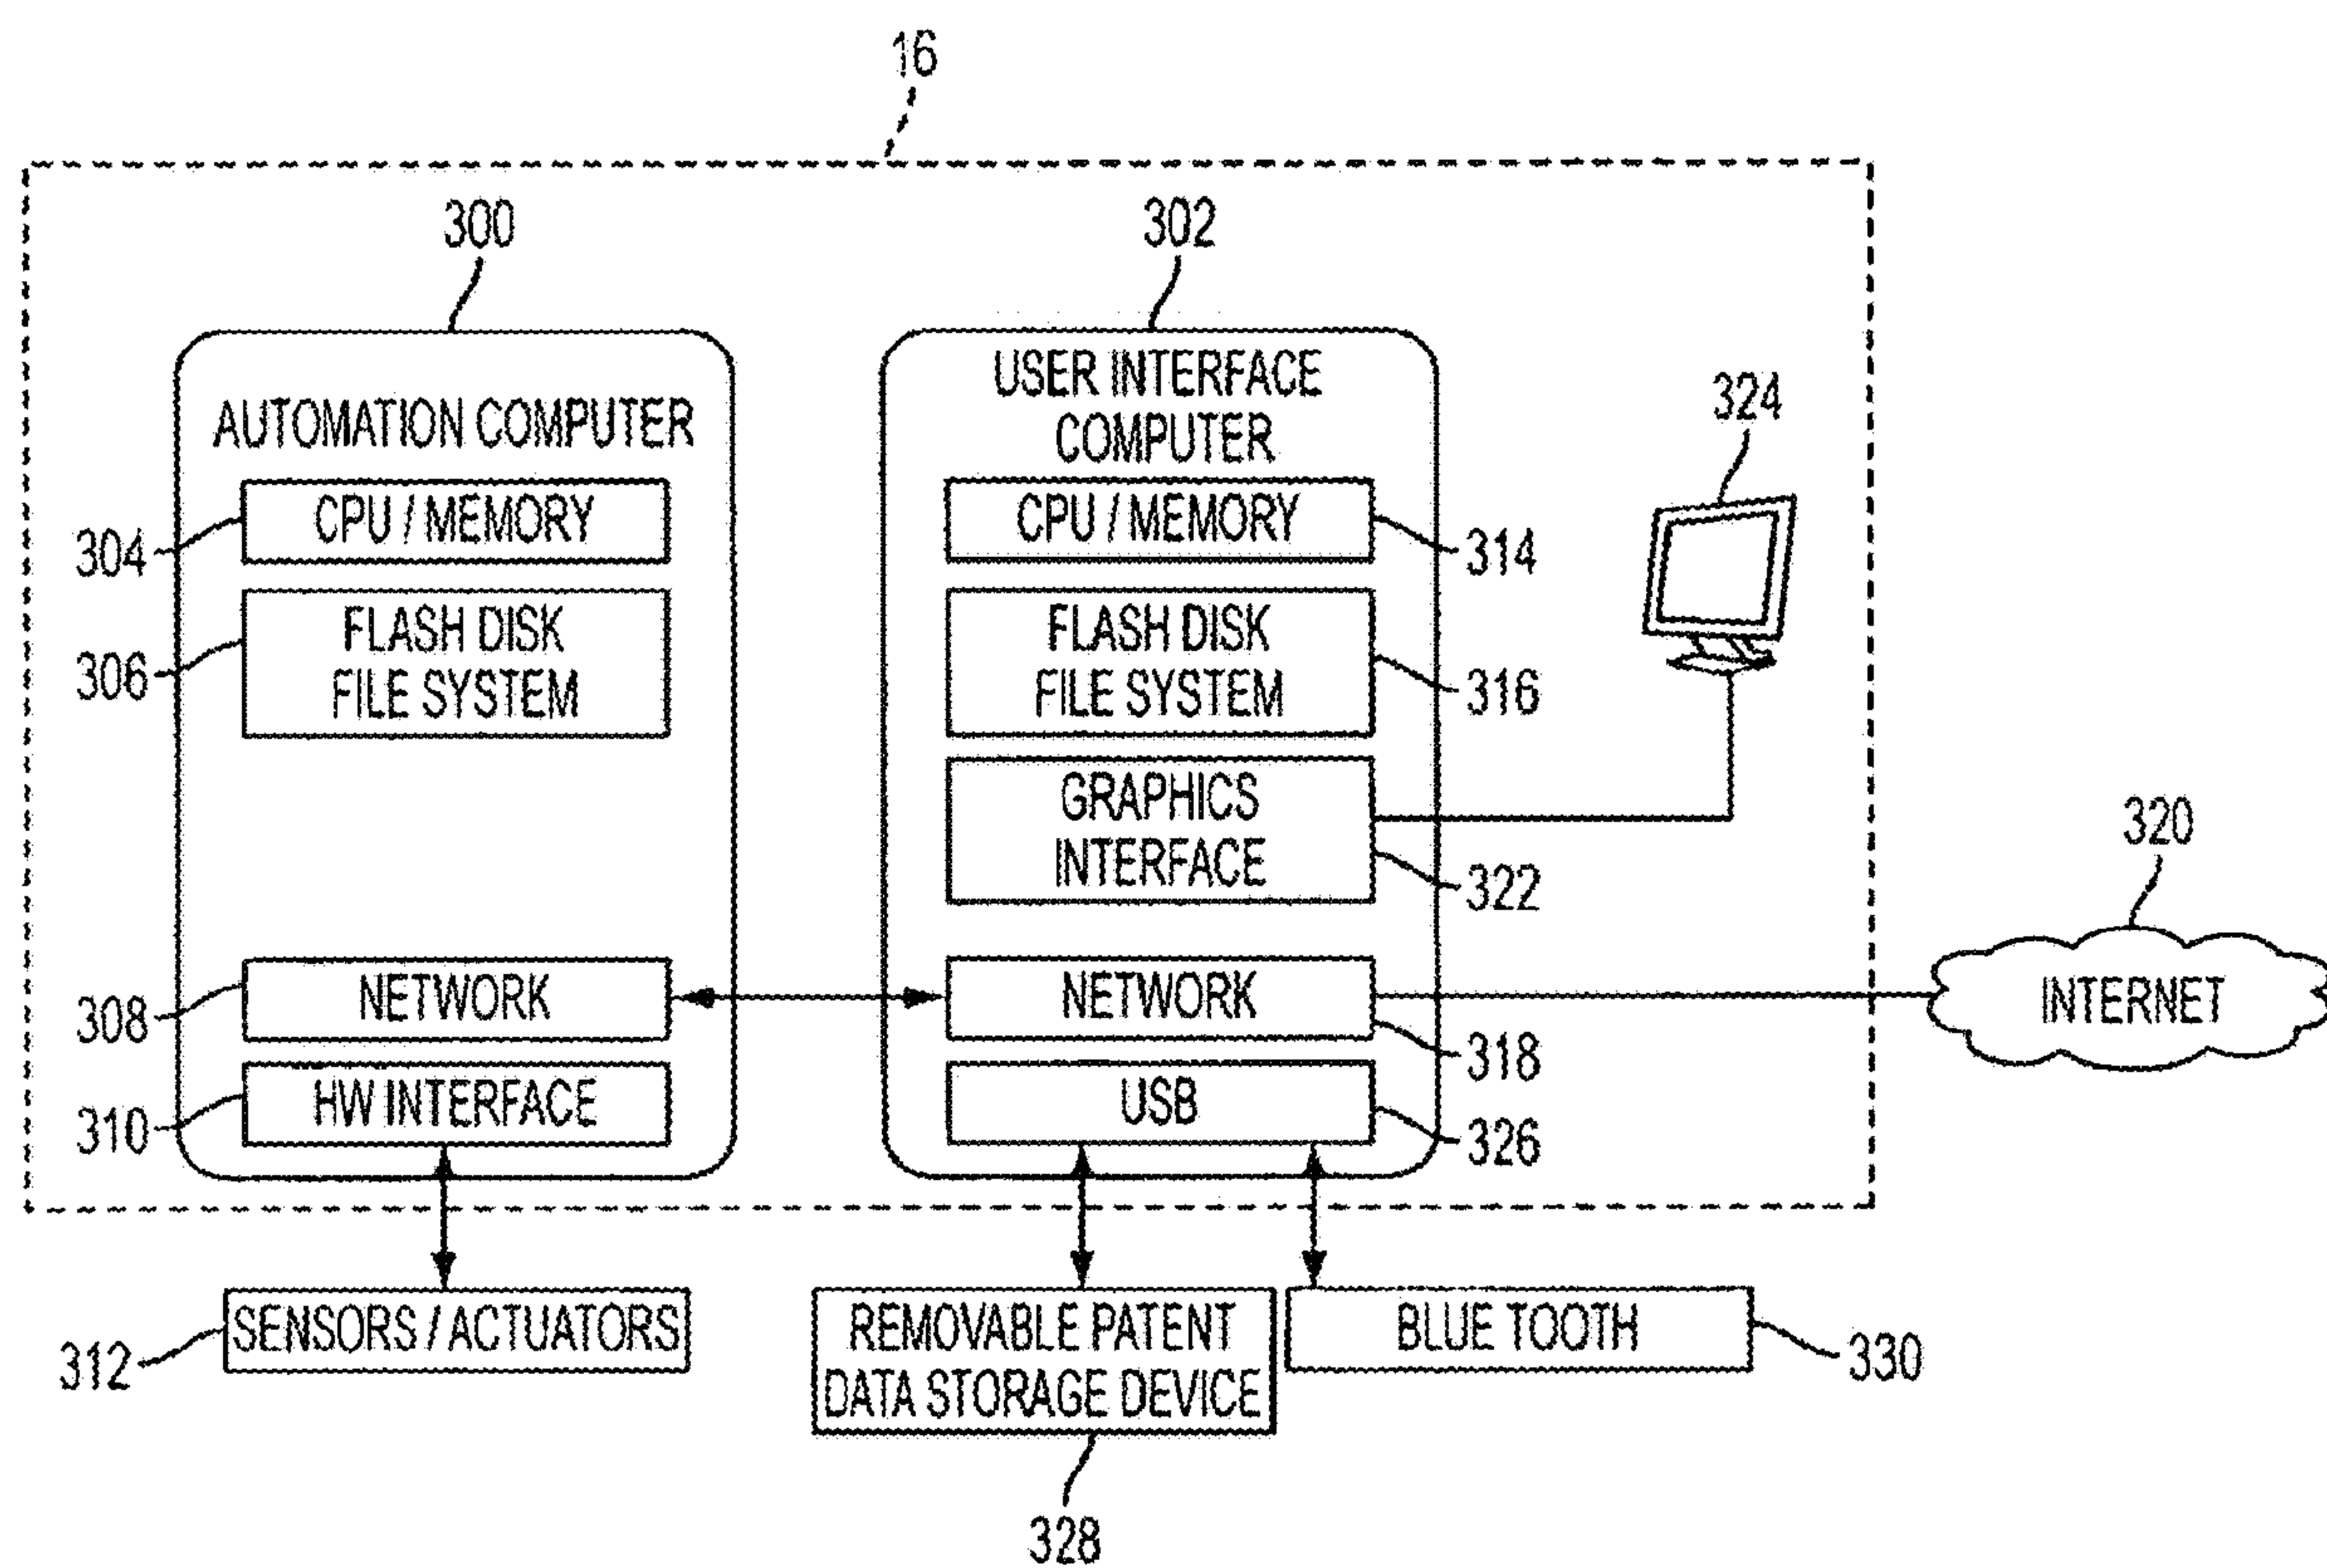 16
300
302
AUTOMATION COMPUTER
USER INTERFACE
COMPUTER
324
304
CPU / MEMORY
CPU / MEMORY
314
306
FLASH DISK
FILE SYSTEM
FLASH DISK
FILE SYSTEM
316
GRAPHICS
INTERFACE
322
320
308
NETWORK
NETWORK
318
INTERNET
310
HW INTERFACE
USB
326
312
SENSORS / ACTUATORS
REMOVABLE PATENT
DATA STORAGE DEVICE
328
BLUE TOOTH
330